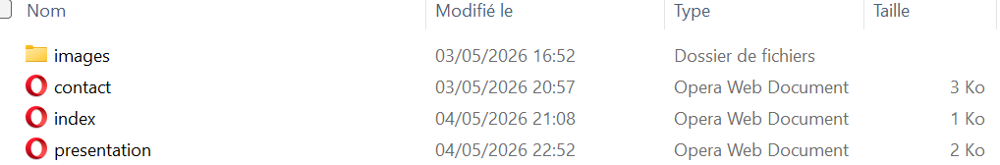 Nom Modifié le Type Taille
images 03/05/2026 16:52 Dossier de fichiers
contact 03/05/2026 20:57 Opera Web Document 3 Ko
index 04/05/2026 21:08 Opera Web Document 1 Ko
presentation 04/05/2026 22:52 Opera Web Document 2 Ko